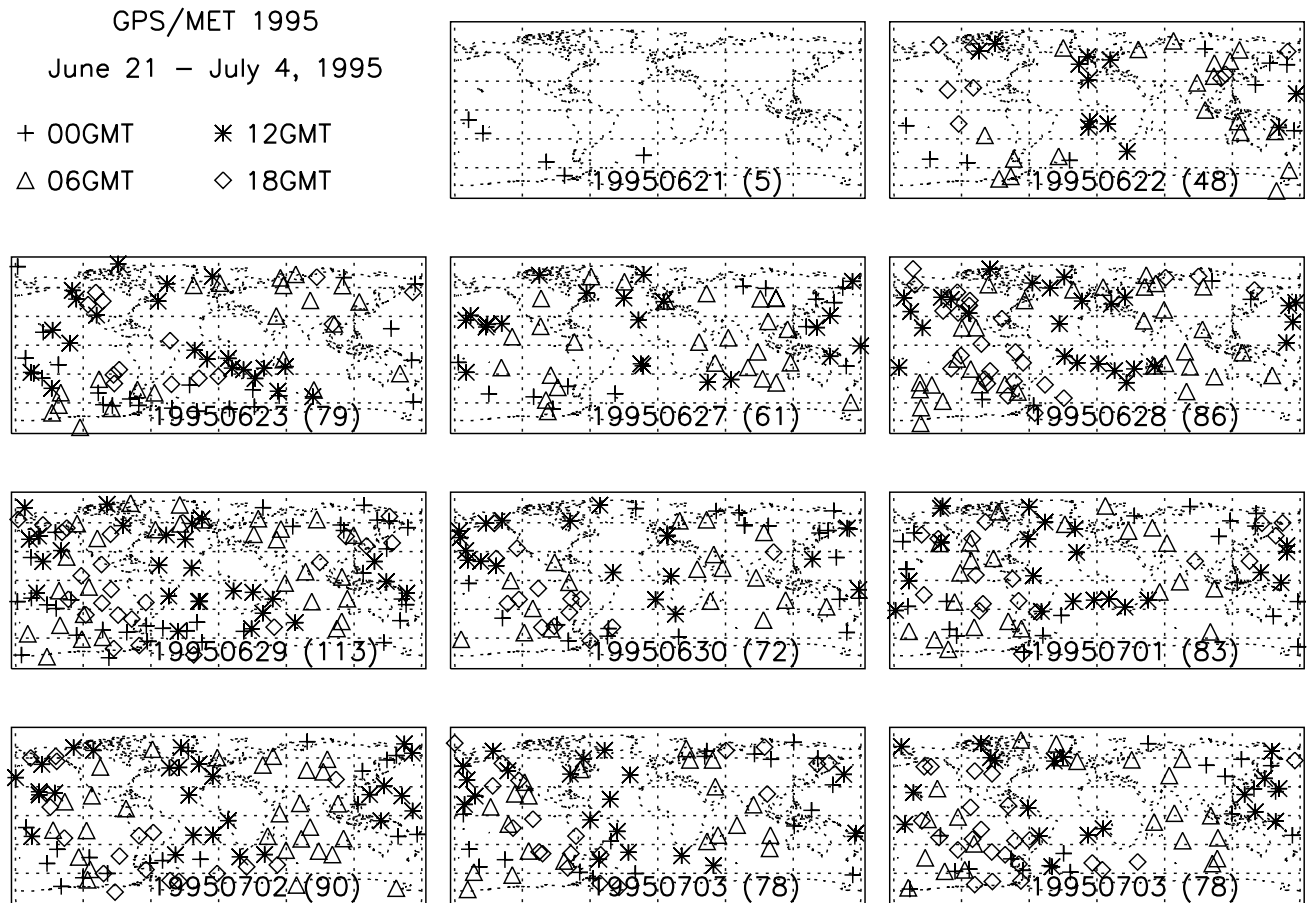 GPS/MET 1995
June 21 – July 4, 1995
+ 00GMT ✳ 12GMT
△ 06GMT ◇ 18GMT
19950621 (5)
19950622 (48)
19950623 (79)
19950627 (61)
19950628 (86)
19950629 (113)
19950630 (72)
19950701 (83)
19950702 (90)
19950703 (78)
19950703 (78)